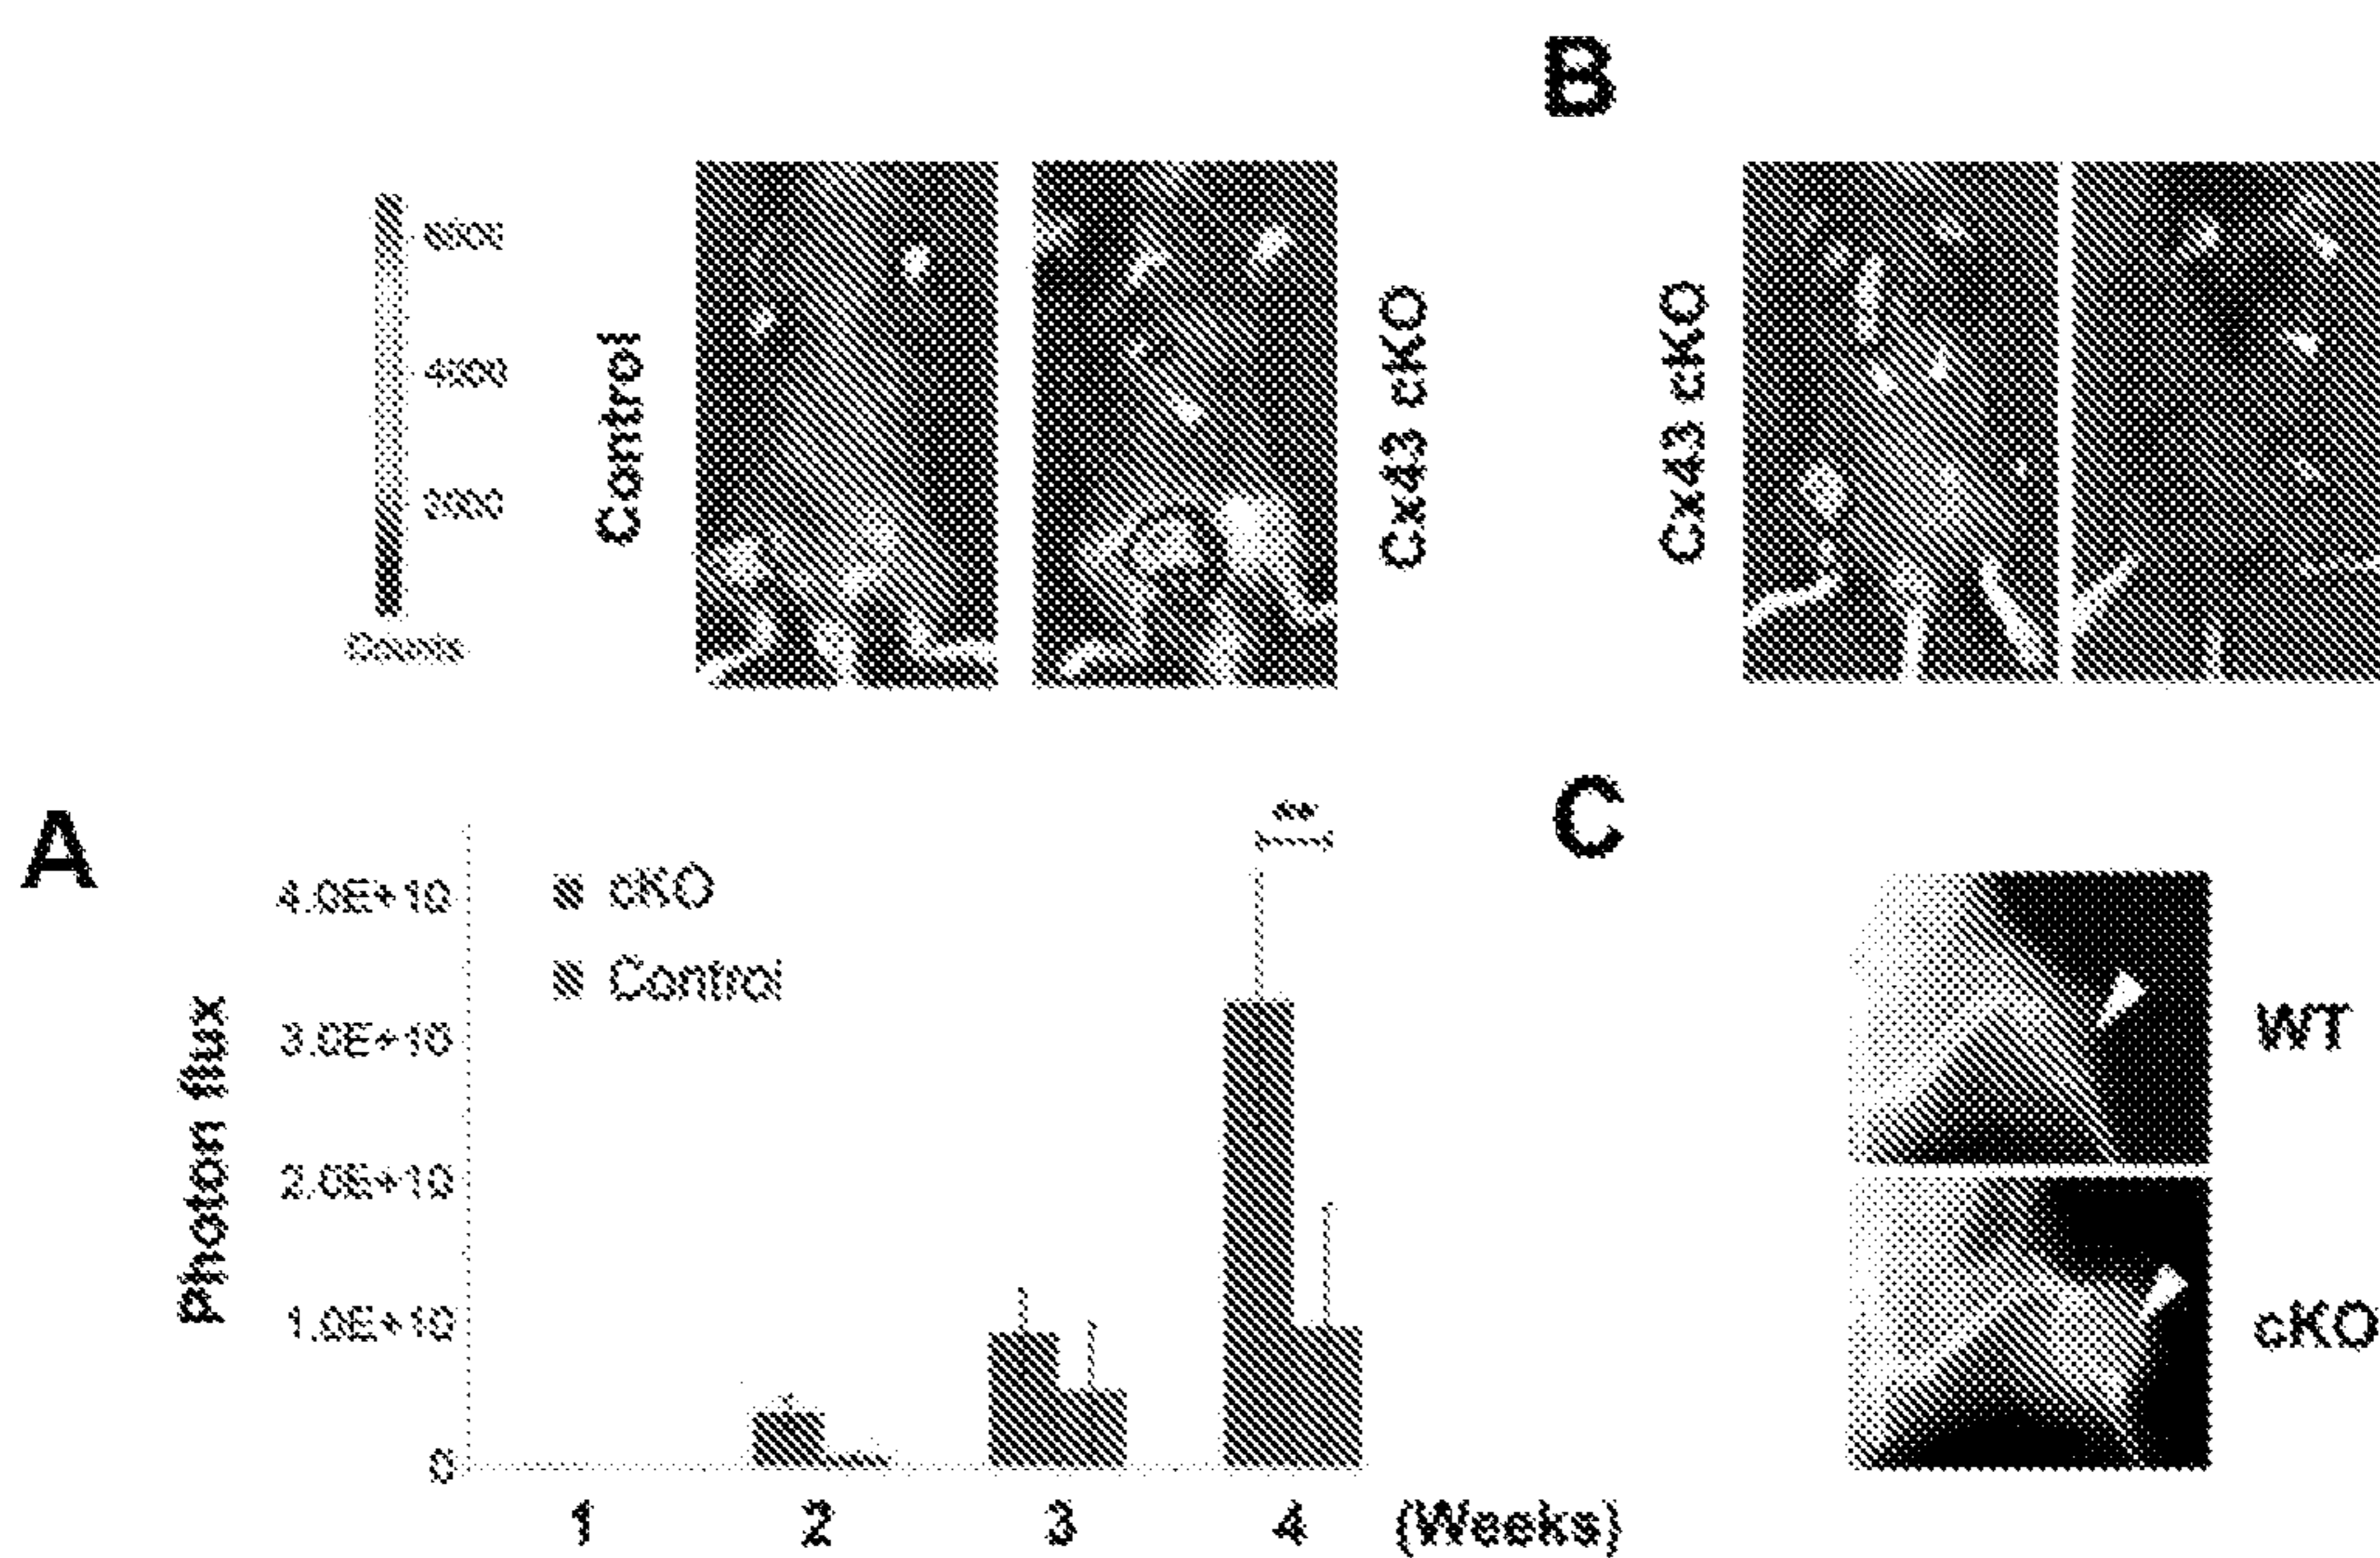 B
6000
4000
2000
Counts
Control
Cx43 cKO
Cx43 cKO
A
Photon flux
4.0E+10
3.0E+10
2.0E+10
1.0E+10
0
cKO
Control
**
1
2
3
4
(Weeks)
C
WT
cKO